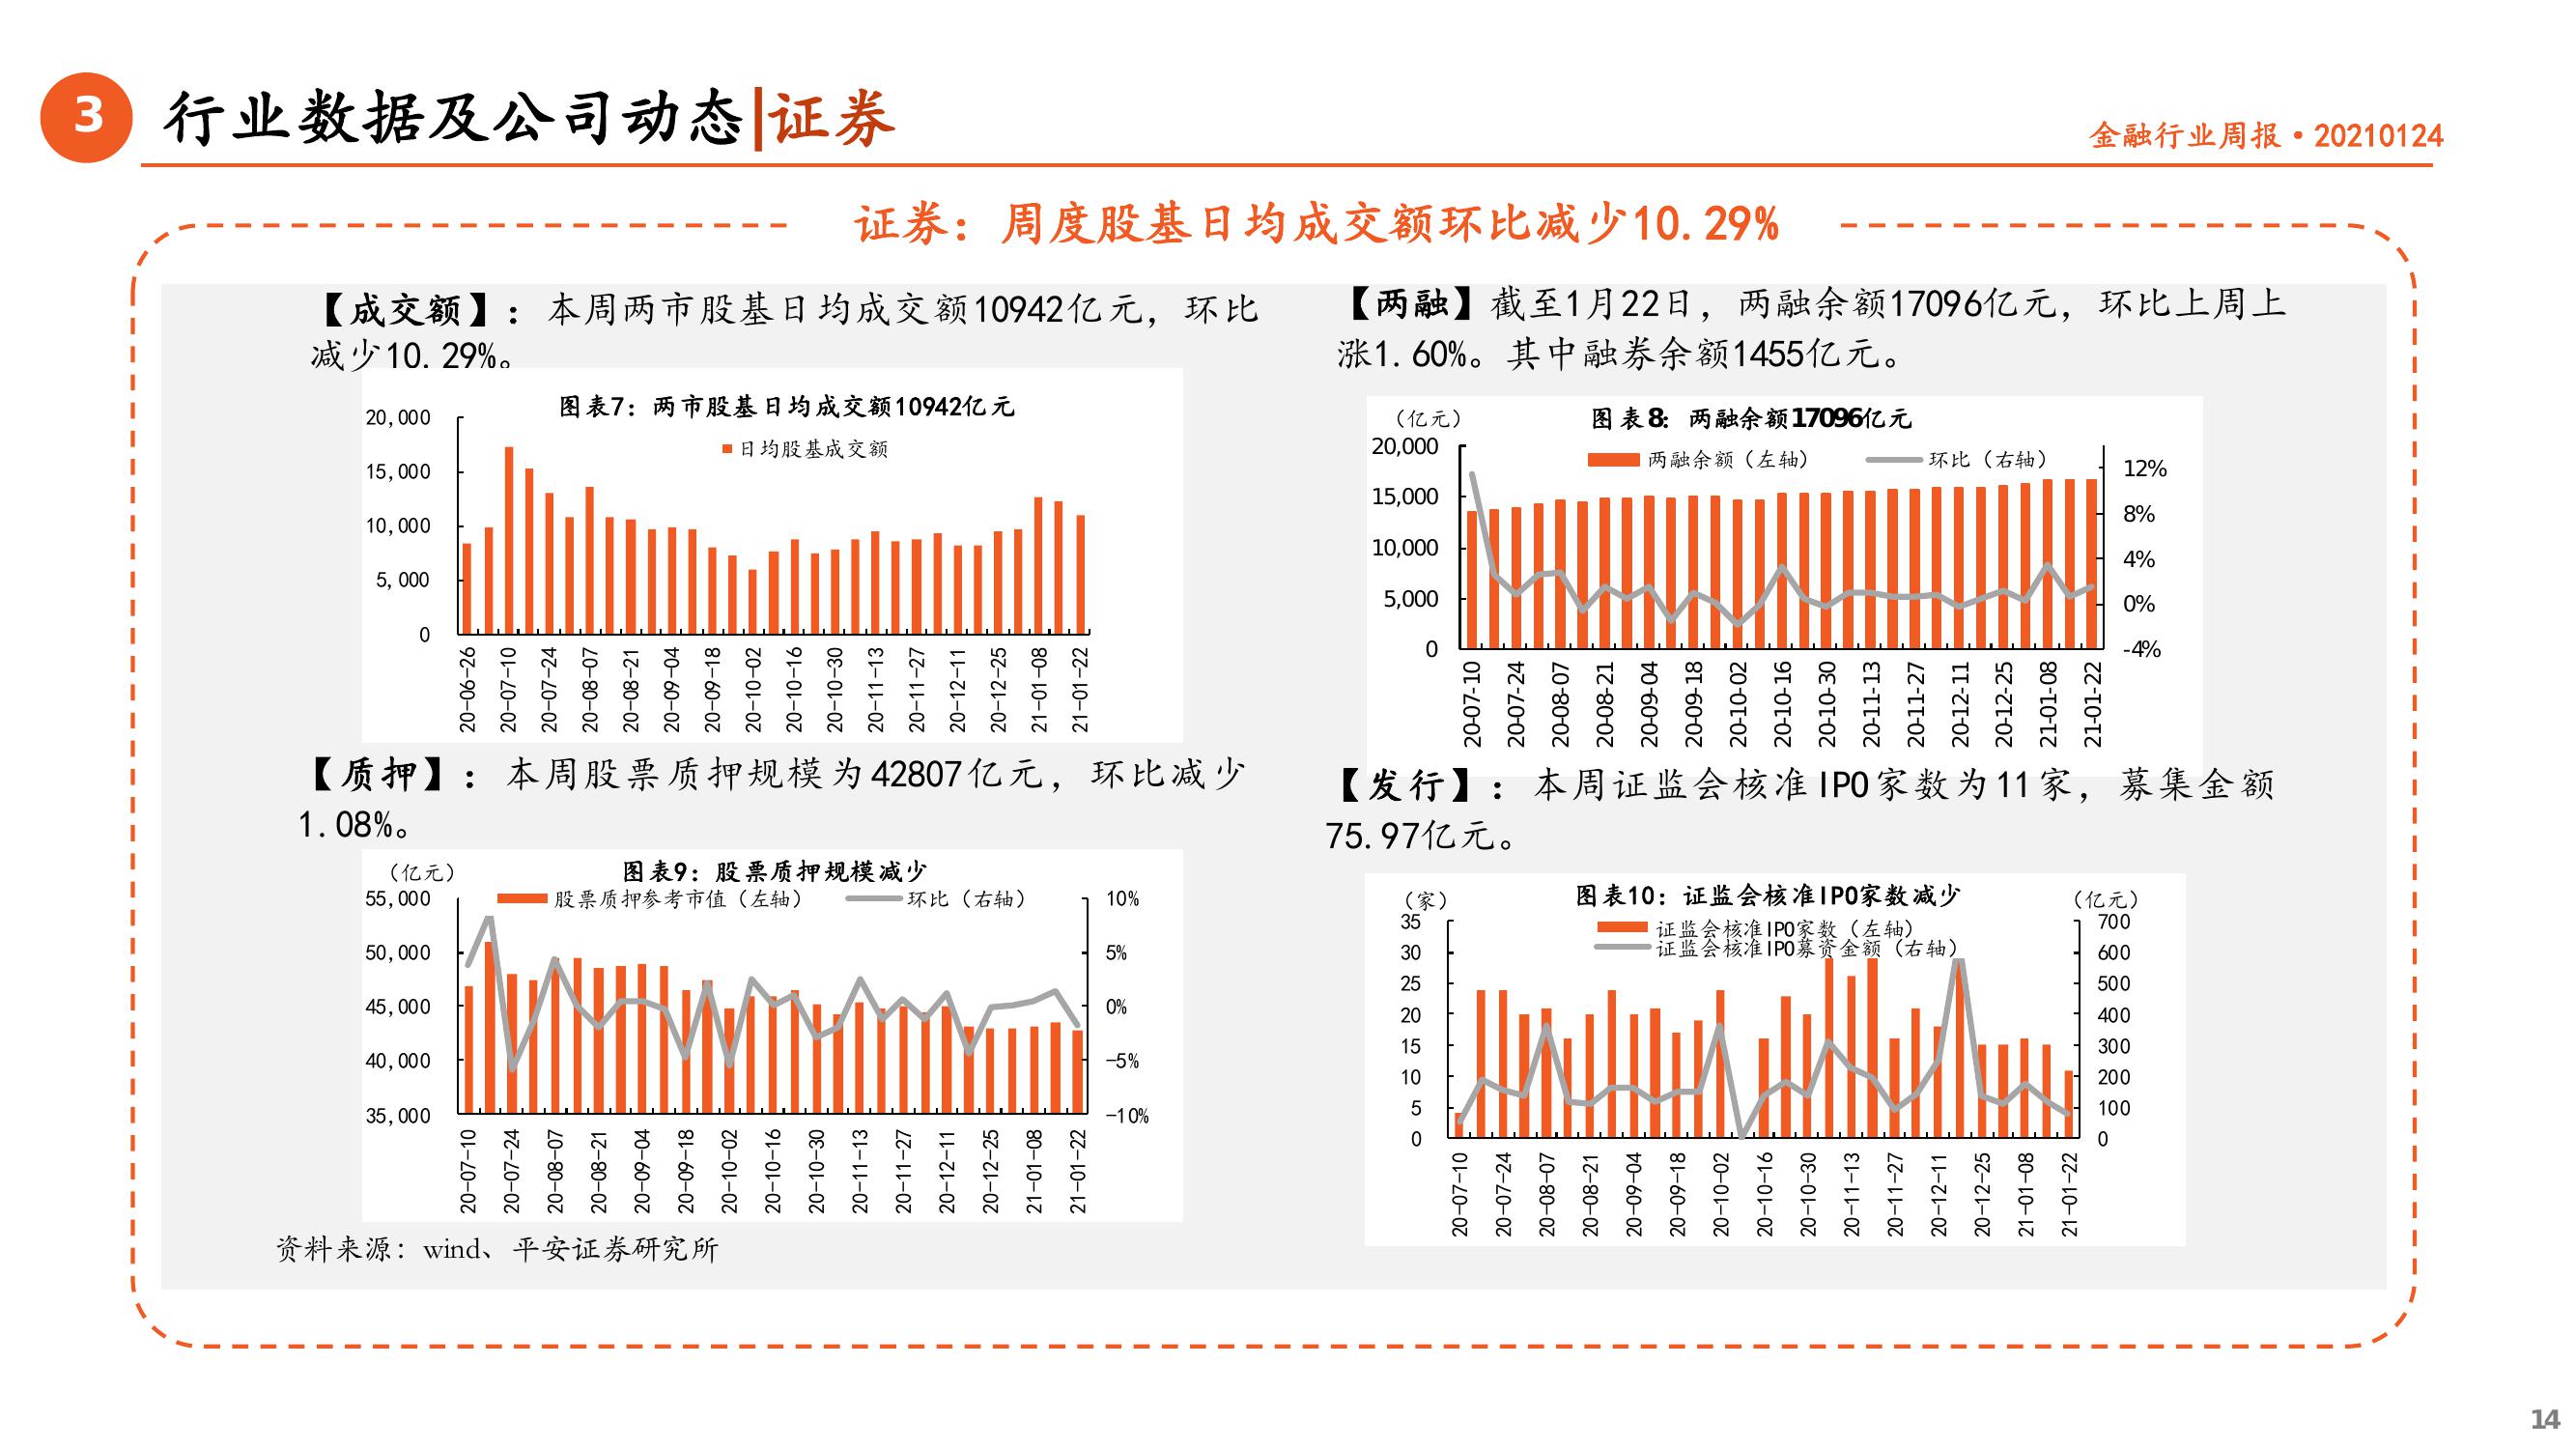 3
行业数据及公司动态|证券
金融行业周报·20210124
证券：周度股基日均成交额环比减少10.29%
【成交额】：本周两市股基日均成交额10942亿元，环比
减少10.29%。
图表7：两市股基日均成交额10942亿元
日均股基成交额
20,000
15,000
10,000
5,000
0
20-06-26 20-07-10 20-07-24 20-08-07 20-08-21 20-09-04 20-09-18 20-10-02 20-10-16 20-10-30 20-11-13 20-11-27 20-12-11 20-12-25 21-01-08 21-01-22
【两融】截至1月22日，两融余额17096亿元，环比上周上
涨1.60%。其中融券余额1455亿元。
（亿元） 图表8：两融余额17096亿元
两融余额（左轴） 环比（右轴）
20,000
15,000
10,000
5,000
0
12%
8%
4%
0%
-4%
20-07-10 20-07-24 20-08-07 20-08-21 20-09-04 20-09-18 20-10-02 20-10-16 20-10-30 20-11-13 20-11-27 20-12-11 20-12-25 21-01-08 21-01-22
【质押】：本周股票质押规模为42807亿元，环比减少
1.08%。
（亿元） 图表9：股票质押规模减少
股票质押参考市值（左轴） 环比（右轴）
55,000
50,000
45,000
40,000
35,000
10%
5%
0%
-5%
-10%
20-07-10 20-07-24 20-08-07 20-08-21 20-09-04 20-09-18 20-10-02 20-10-16 20-10-30 20-11-13 20-11-27 20-12-11 20-12-25 21-01-08 21-01-22
【发行】：本周证监会核准IPO家数为11家，募集金额
75.97亿元。
（家） 图表10：证监会核准IPO家数减少 （亿元）
证监会核准IPO家数（左轴）
证监会核准IPO募资金额（右轴）
35
30
25
20
15
10
5
0
700
600
500
400
300
200
100
0
20-07-10 20-07-24 20-08-07 20-08-21 20-09-04 20-09-18 20-10-02 20-10-16 20-10-30 20-11-13 20-11-27 20-12-11 20-12-25 21-01-08 21-01-22
资料来源：wind、平安证券研究所
14